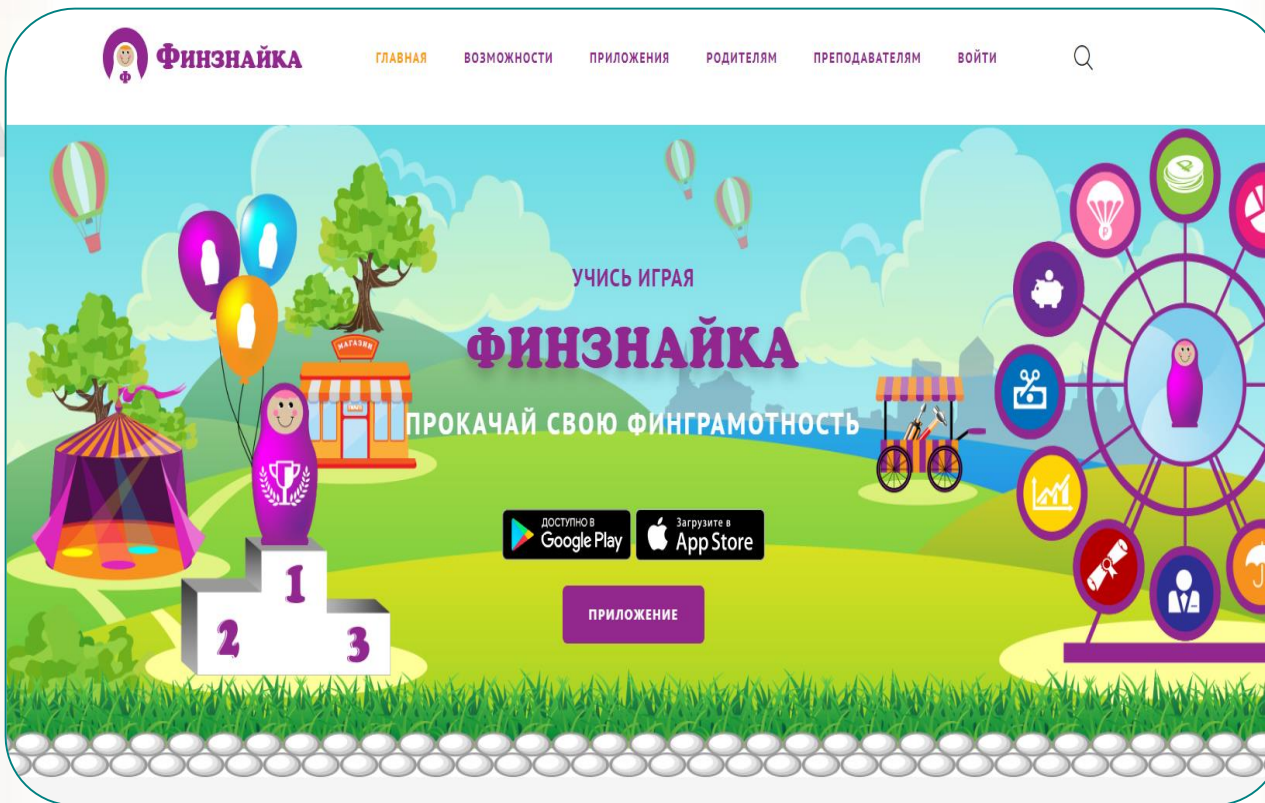 Финзнайка
ГЛАВНАЯ
ВОЗМОЖНОСТИ
ПРИЛОЖЕНИЯ
РОДИТЕЛЯМ
ПРЕПОДАВАТЕЛЯМ
ВОЙТИ
Ф
УЧИСЬ ИГРАЯ
ФИНЗНАЙКА
МАГАЗИН
ПРОКАЧАЙ СВОЮ ФИНГРАМОТНОСТЬ
ДОСТУПНО В
Google Play
Загрузите в
App Store
ПРИЛОЖЕНИЕ
1
2
3